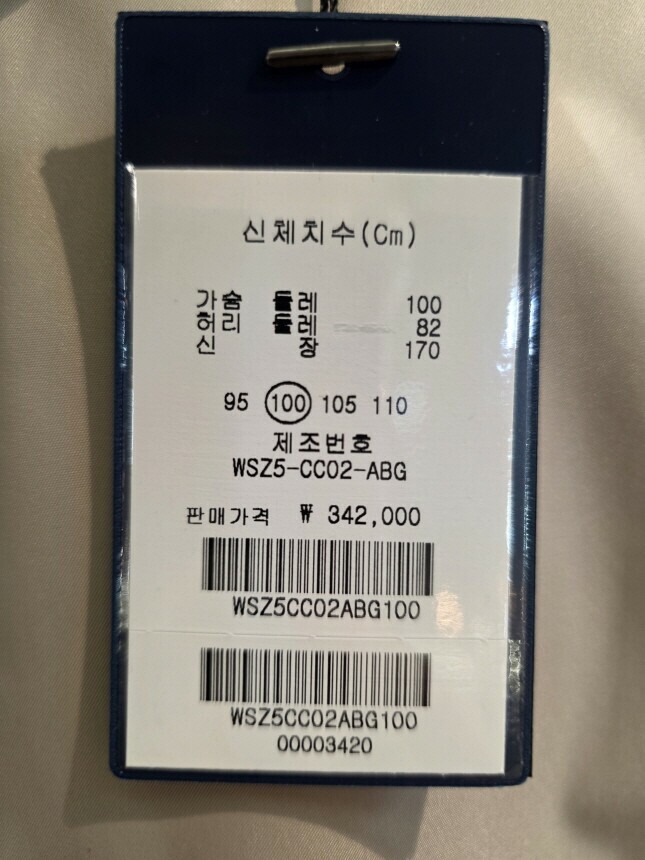 신체치수(Cm)
가슴 둘레 100
허리 둘레 82
신 장 170
95 100 105 110
제조번호
WSZ5-CC02-ABG
판매가격 ₩ 342,000
WSZ5CC02ABG100
WSZ5CC02ABG100
00003420